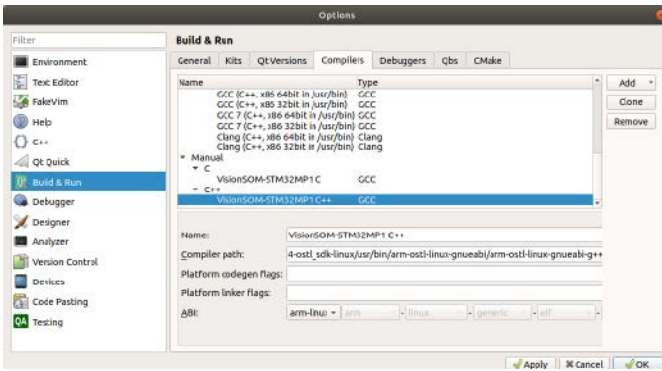 Options
Filter
Build & Run
Environment
Text Editor
FakeVim
Help
C++
Qt Quick
Build & Run
Debugger
Designer
Analyzer
Version Control
Devices
Code Pasting
Testing
General Kits Qt Versions Compilers Debuggers Qbs CMake
Name Type
GCC (C++, x86 64bit in /usr/bin) GCC
GCC (C++, x86 32bit in /usr/bin) GCC
GCC 7 (C++, x86 64bit in /usr/bin) GCC
GCC 7 (C++, x86 32bit in /usr/bin) GCC
Clang (C++, x86 64bit in /usr/bin) Clang
Clang (C++, x86 32bit in /usr/bin) Clang
Manual
C
VisionSOM-STM32MP1 C GCC
C++
VisionSOM-STM32MP1 C++ GCC
Add
Clone
Remove
Name: VisionSOM-STM32MP1 C++
Compiler path: 4-ostl_sdk-linux/usr/bin/arm-ostl-linux-gnueabi/arm-ostl-linux-gnueabi-g++
Platform codegen flags:
Platform linker flags:
ABI: arm-linux arm - linux - generic - elf -
Apply Cancel OK